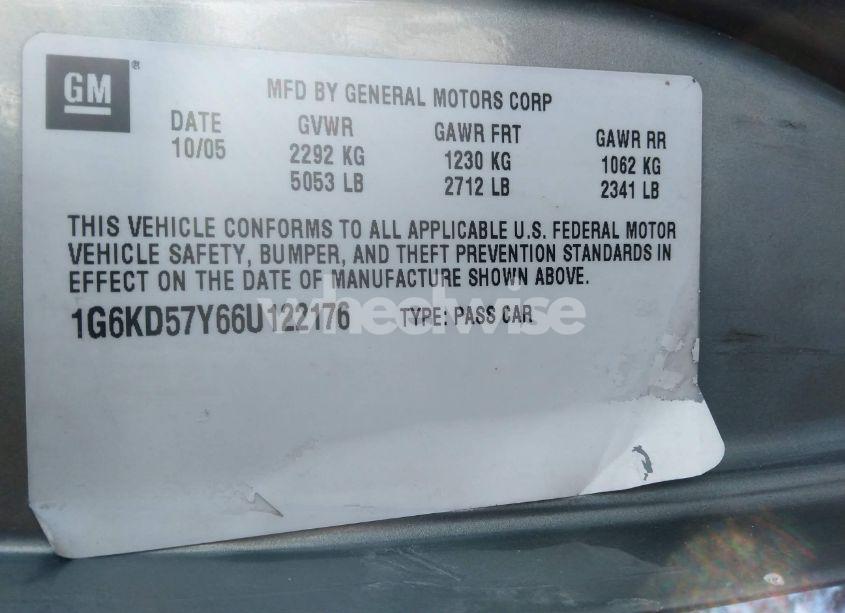 GM®
MFD BY GENERAL MOTORS CORP
DATE GVWR GAWR FRT GAWR RR
10/05 2292 KG 1230 KG 1062 KG
5053 LB 2712 LB 2341 LB
THIS VEHICLE CONFORMS TO ALL APPLICABLE U.S. FEDERAL MOTOR
VEHICLE SAFETY, BUMPER, AND THEFT PREVENTION STANDARDS IN
EFFECT ON THE DATE OF MANUFACTURE SHOWN ABOVE.
1G6KD57Y66U122176 TYPE: PASS CAR
wheelwise